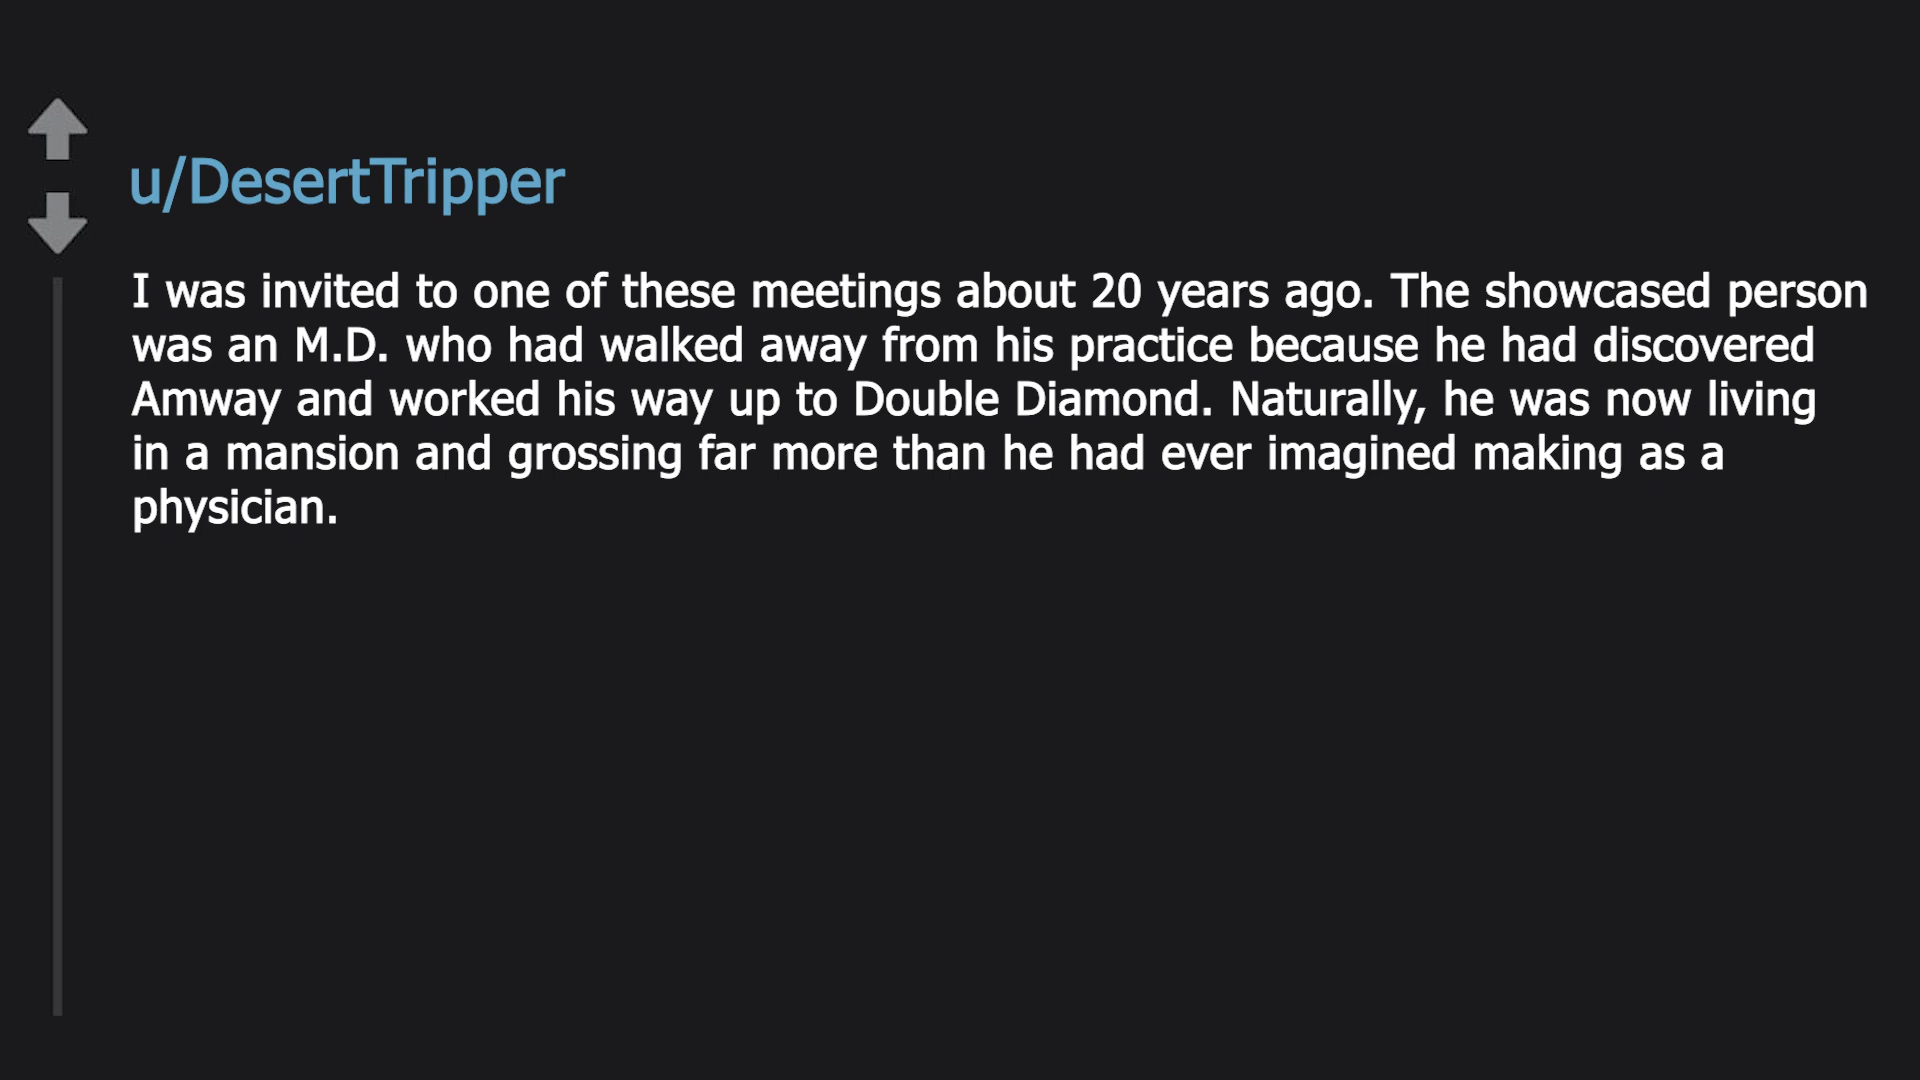 u/DesertTripper
I was invited to one of these meetings about 20 years ago. The showcased person
was an M.D. who had walked away from his practice because he had discovered
Amway and worked his way up to Double Diamond. Naturally, he was now living
in a mansion and grossing far more than he had ever imagined making as a
physician.